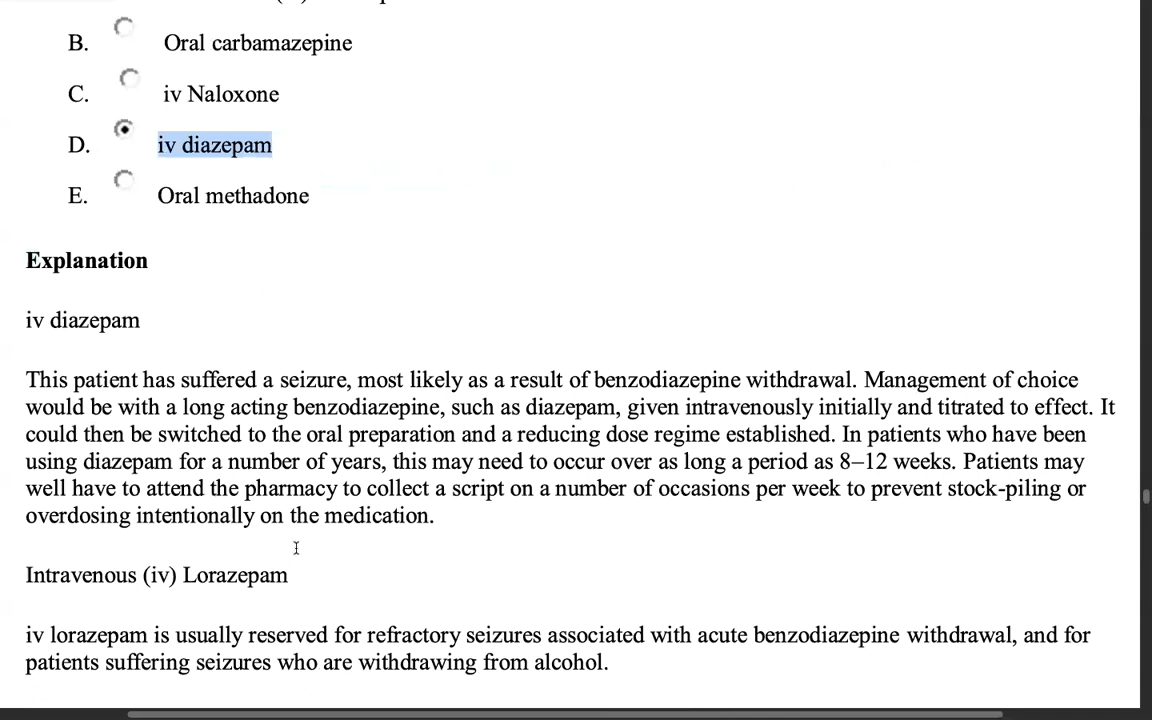 B. Oral carbamazepine
C. iv Naloxone
D. iv diazepam
E. Oral methadone
Explanation
iv diazepam
This patient has suffered a seizure, most likely as a result of benzodiazepine withdrawal. Management of choice
would be with a long acting benzodiazepine, such as diazepam, given intravenously initially and titrated to effect. It
could then be switched to the oral preparation and a reducing dose regime established. In patients who have been
using diazepam for a number of years, this may need to occur over as long a period as 8–12 weeks. Patients may
well have to attend the pharmacy to collect a script on a number of occasions per week to prevent stock-piling or
overdosing intentionally on the medication.
Intravenous (iv) Lorazepam
iv lorazepam is usually reserved for refractory seizures associated with acute benzodiazepine withdrawal, and for
patients suffering seizures who are withdrawing from alcohol.